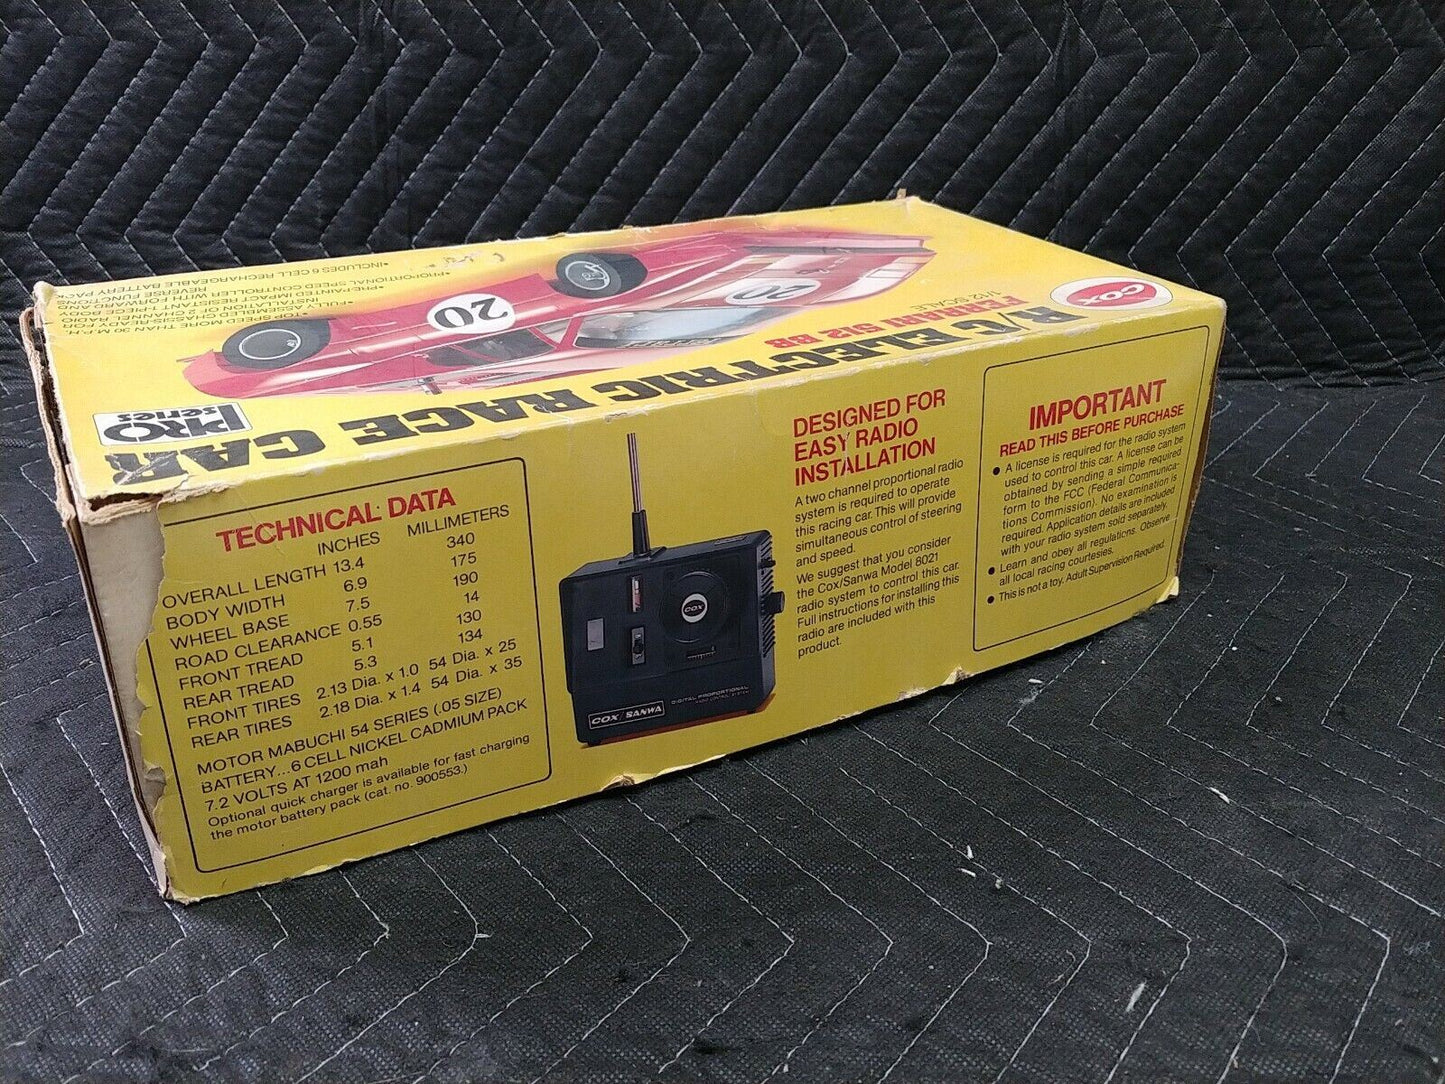 COX
1/12 SCALE
FERRARI 512 BB
R/C ELECTRIC RACE CAR
20
20
PRO
series
•TOP SPEED MORE THAN
•INCLUDES 6 CELL RECHARGEABLE BATTERY PACK
•PROPORTIONAL SPEED CONTROLLER WITH FORWARD
REVERSE FUNCTIONS
TECHNICAL DATA
INCHES MILLIMETERS
OVERALL LENGTH 13.4 340
BODY WIDTH 6.9 175
WHEEL BASE 7.5 190
ROAD CLEARANCE 0.55 14
FRONT TREAD 5.1 130
REAR TREAD 5.3 134
FRONT TIRES 2.13 Dia. x 1.0 54 Dia. x 25
REAR TIRES 2.18 Dia. x 1.4 54 Dia. x 35
MOTOR MABUCHI 54 SERIES (.05 SIZE)
BATTERY...6 CELL NICKEL CADMIUM PACK
7.2 VOLTS AT 1200 mah
Optional quick charger is available for fast charging
the motor battery pack (cat. no. 900553.)
COX
COX/SANWA
DIGITAL PROPORTIONAL
DESIGNED FOR
EASY RADIO
INSTALLATION
A two channel proportional radio
system is required to operate
this racing car. This will provide
simultaneous control of steering
and speed.
We suggest that you consider
the Cox/Sanwa Model 8021
radio system to control this car.
Full instructions for installing this
radio are included with this
product.
IMPORTANT
READ THIS BEFORE PURCHASE
• A license is required for the radio system
used to control this car. A license can be
obtained by sending a simple required
form to the FCC (Federal Communica-
tions Commission). No examination is
required. Application details are included
with your radio system sold separately.
• Learn and obey all regulations. Observe
all local racing courtesies.
• This is not a toy. Adult Supervision Required.